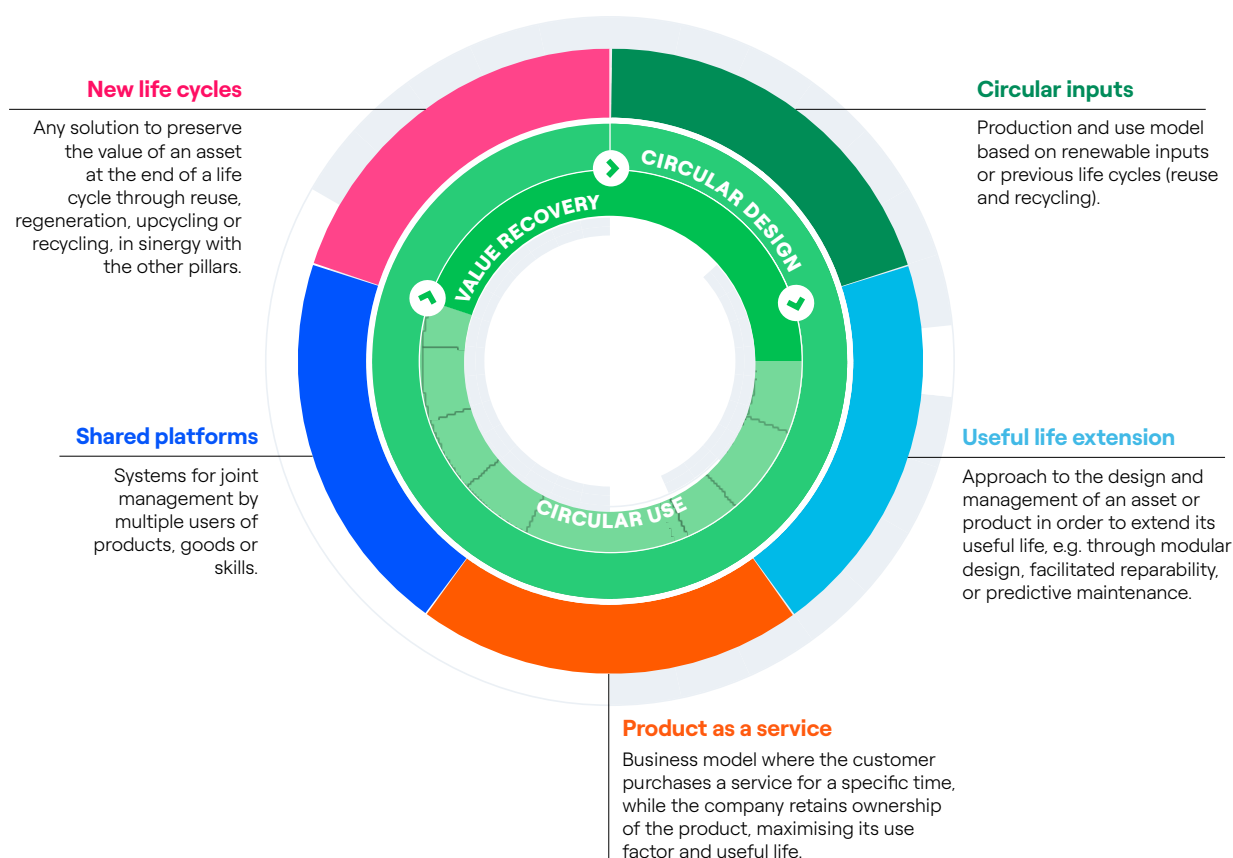 New life cycles
Any solution to preserve
the value of an asset
at the end of a life
cycle through reuse,
regeneration, upcycling or
recycling, in sinergy with
the other pillars.
Circular inputs
Production and use model
based on renewable inputs
or previous life cycles (reuse
and recycling).
CIRCULAR DESIGN
VALUE RECOVERY
CIRCULAR USE
Shared platforms
Systems for joint
management by
multiple users of
products, goods or
skills.
Useful life extension
Approach to the design and
management of an asset or
product in order to extend its
useful life, e.g. through modular
design, facilitated reparability,
or predictive maintenance.
Product as a service
Business model where the customer
purchases a service for a specific time,
while the company retains ownership
of the product, maximising its use
factor and useful life.